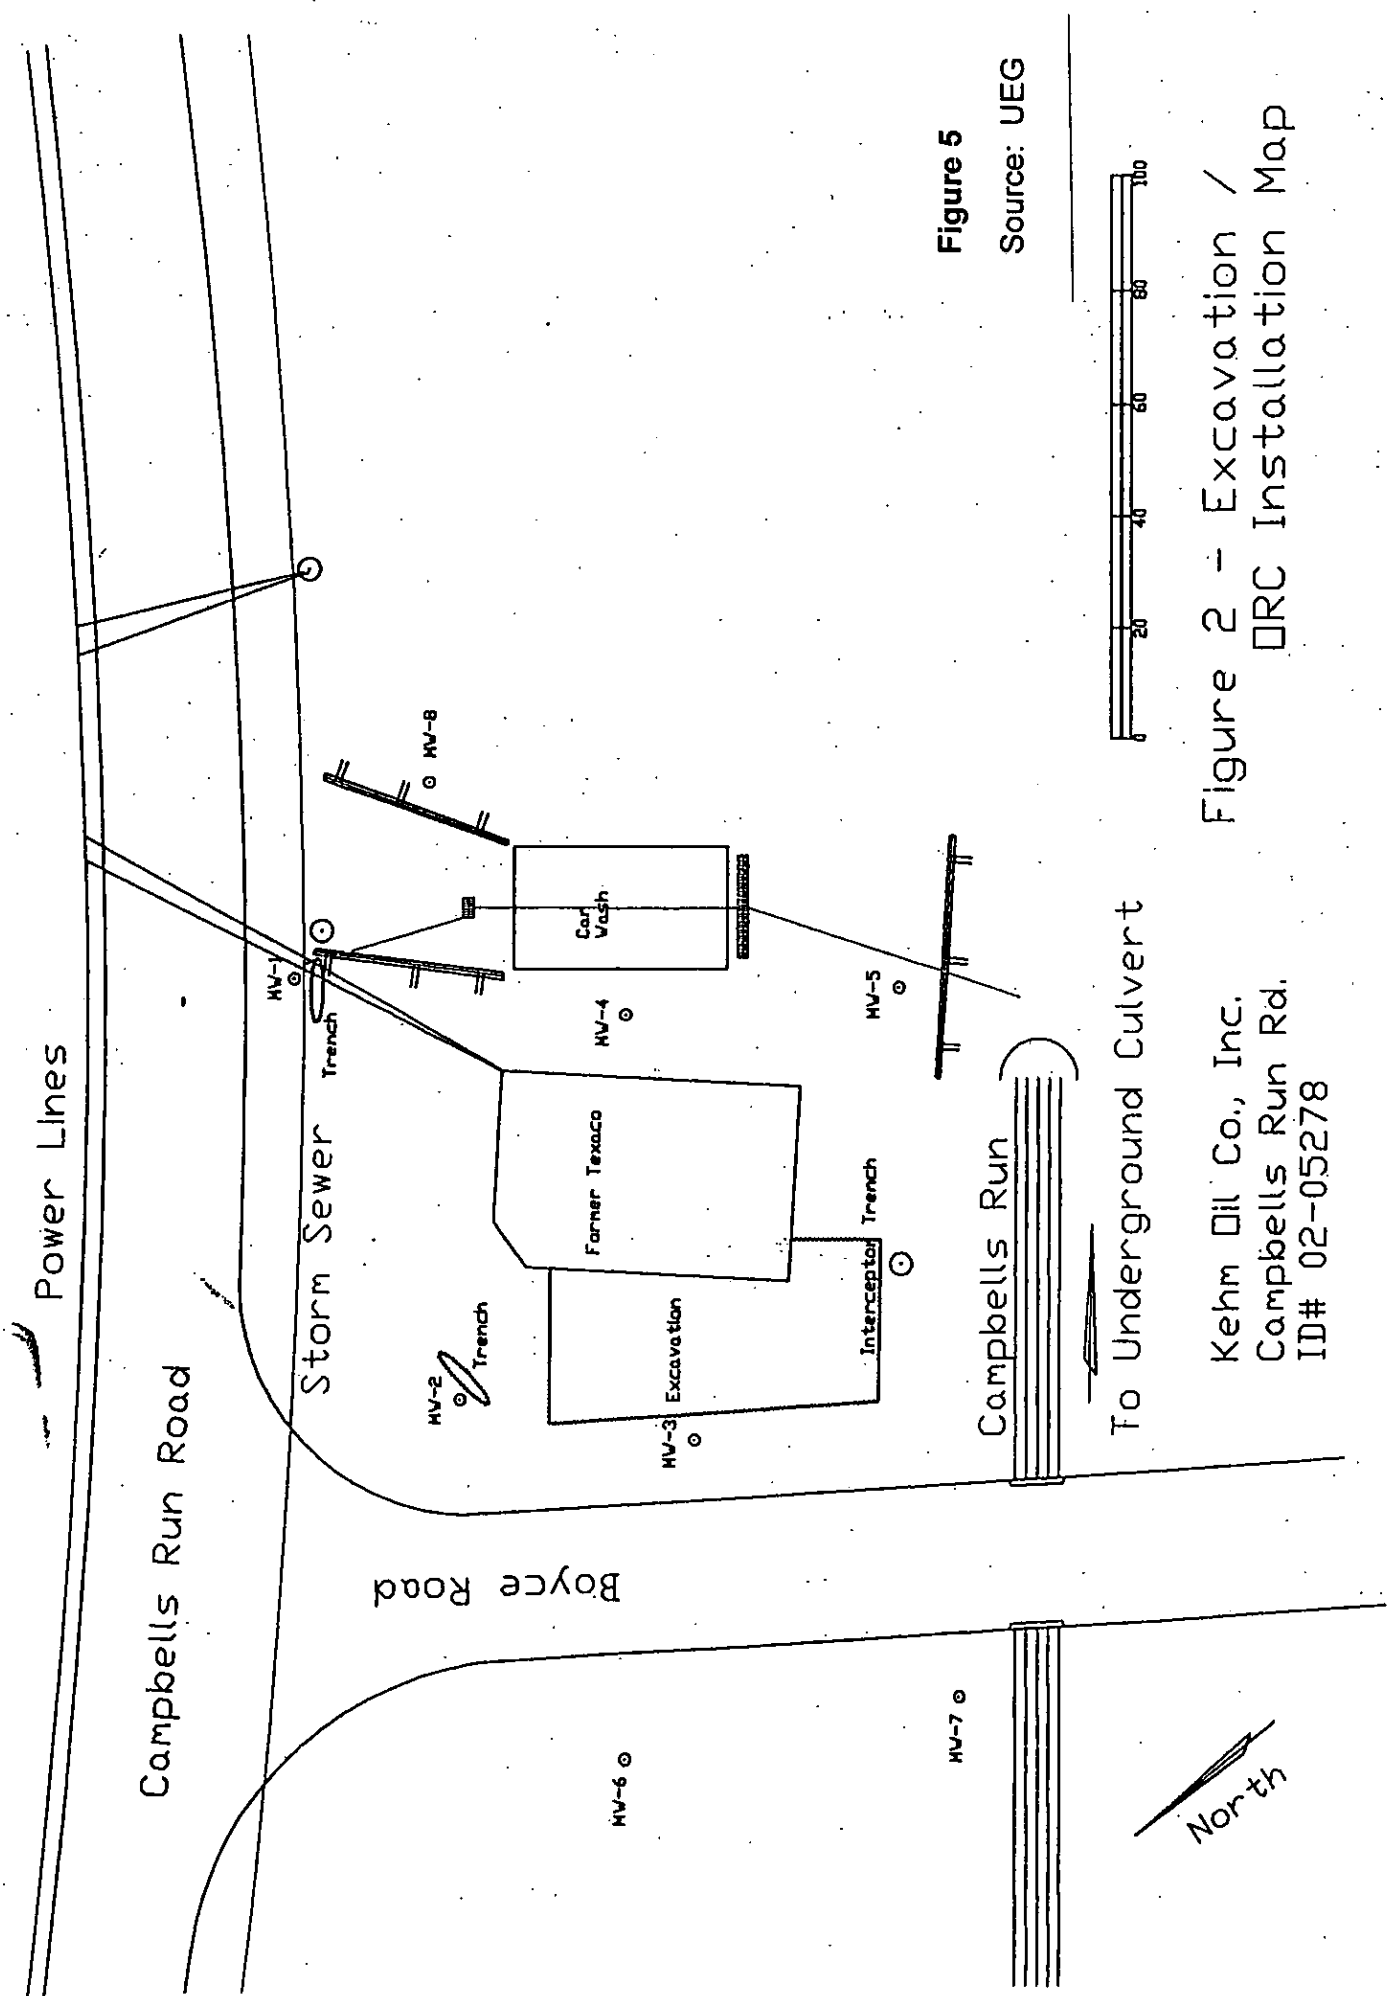 Power Lines
Campbells Run Road
Storm Sewer
MW-1
Trench
MW-8
Car
Wash
MW-4
MW-5
Former Texaco
MW-2
Trench
Excavation
MW-3
Interceptor Trench
Boyce Road
MW-6
MW-7
Campbells Run
To Underground Culvert
North
Kehm Oil Co., Inc.
Campbells Run Rd.
ID# 02-05278
Figure 5
Source: UEG
0 20 40 60 80 100
Figure 2 - Excavation /
ORC Installation Map